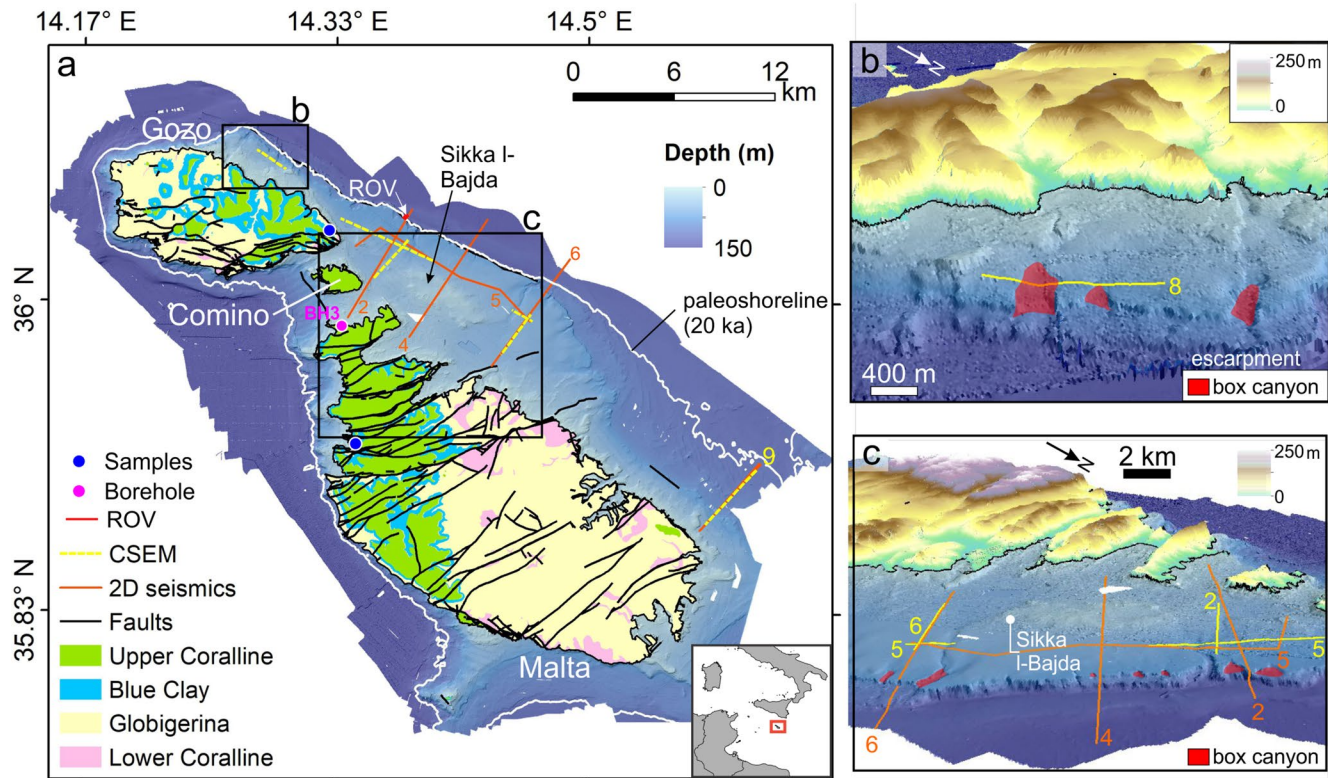 14.17° E
14.33° E
14.5° E
a
0 6 12
km
b
Gozo
Sikka l-
Bajda
Depth (m)
0
150
ROV
c
6
2
5
4
paleoshoreline
(20 ka)
36° N
Comino
BH3
9
35.83° N
Samples
Borehole
ROV
CSEM
2D seismics
Faults
Upper Coralline
Blue Clay
Globigerina
Lower Coralline
Malta
b
N
250 m
0
8
400 m
escarpment
box canyon
c
2 km
N
250 m
0
6
5
Sikka
l-Bajda
2
5
5
6
4
2
box canyon